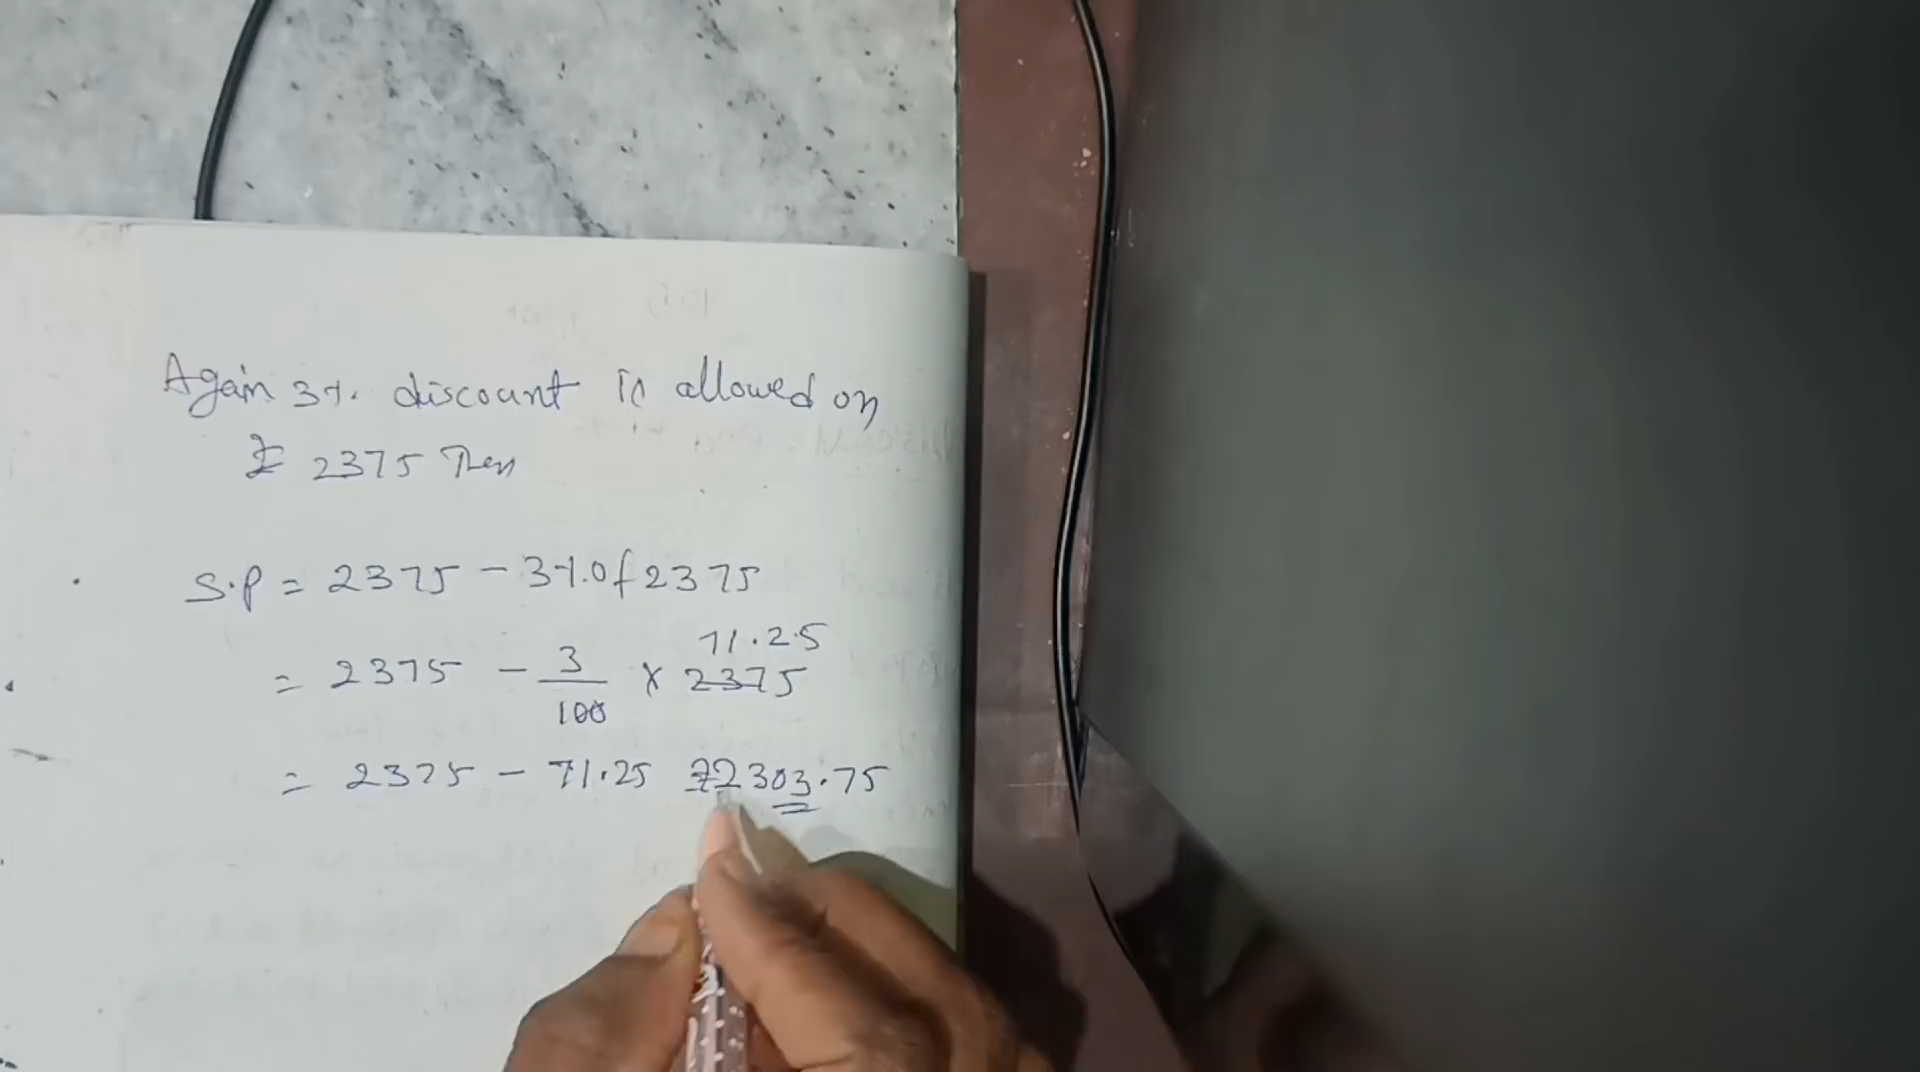 Again 3%. discount is allowed on
₹ 2375 Then
S.P = 2375 - 3%.of 2375
71.25
= 2375 - 3/100 × 2375
= 2375 - 71.25 = 2303.75